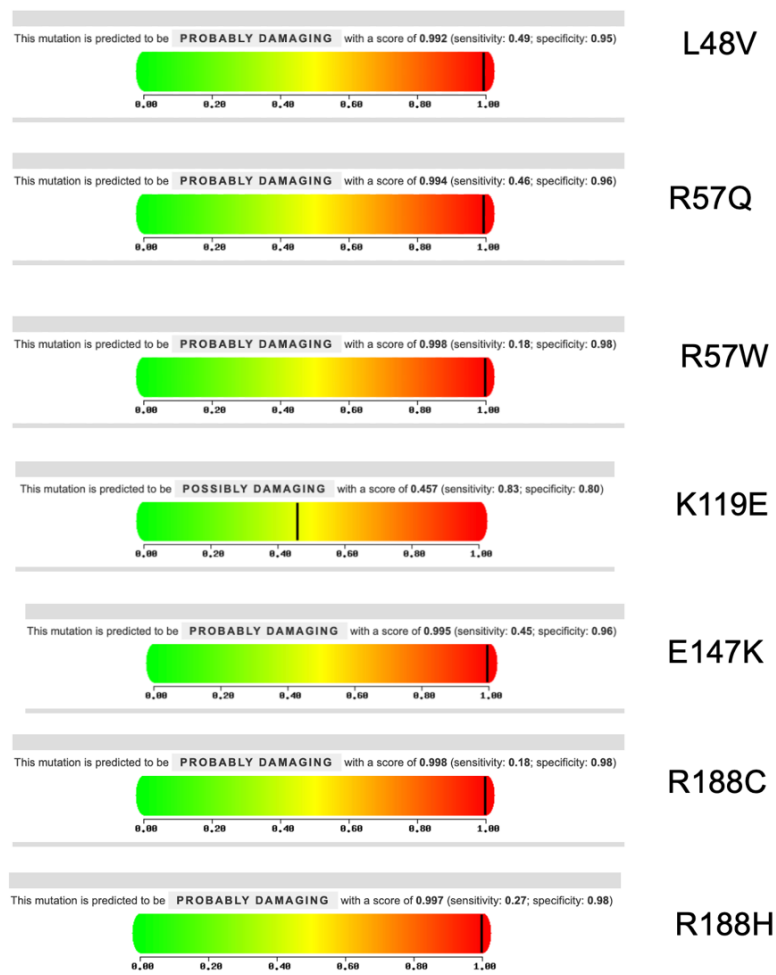 This mutation is predicted to be PROBABLY DAMAGING with a score of 0.992 (sensitivity: 0.49; specificity: 0.95)
L48V
0.00 0.20 0.40 0.60 0.80 1.00
This mutation is predicted to be PROBABLY DAMAGING with a score of 0.994 (sensitivity: 0.46; specificity: 0.96)
R57Q
0.00 0.20 0.40 0.60 0.80 1.00
This mutation is predicted to be PROBABLY DAMAGING with a score of 0.998 (sensitivity: 0.18; specificity: 0.98)
R57W
0.00 0.20 0.40 0.60 0.80 1.00
This mutation is predicted to be POSSIBLY DAMAGING with a score of 0.457 (sensitivity: 0.83; specificity: 0.80)
K119E
0.00 0.20 0.40 0.60 0.80 1.00
This mutation is predicted to be PROBABLY DAMAGING with a score of 0.995 (sensitivity: 0.45; specificity: 0.96)
E147K
0.00 0.20 0.40 0.60 0.80 1.00
This mutation is predicted to be PROBABLY DAMAGING with a score of 0.998 (sensitivity: 0.18; specificity: 0.98)
R188C
0.00 0.20 0.40 0.60 0.80 1.00
This mutation is predicted to be PROBABLY DAMAGING with a score of 0.997 (sensitivity: 0.27; specificity: 0.98)
R188H
0.00 0.20 0.40 0.60 0.80 1.00